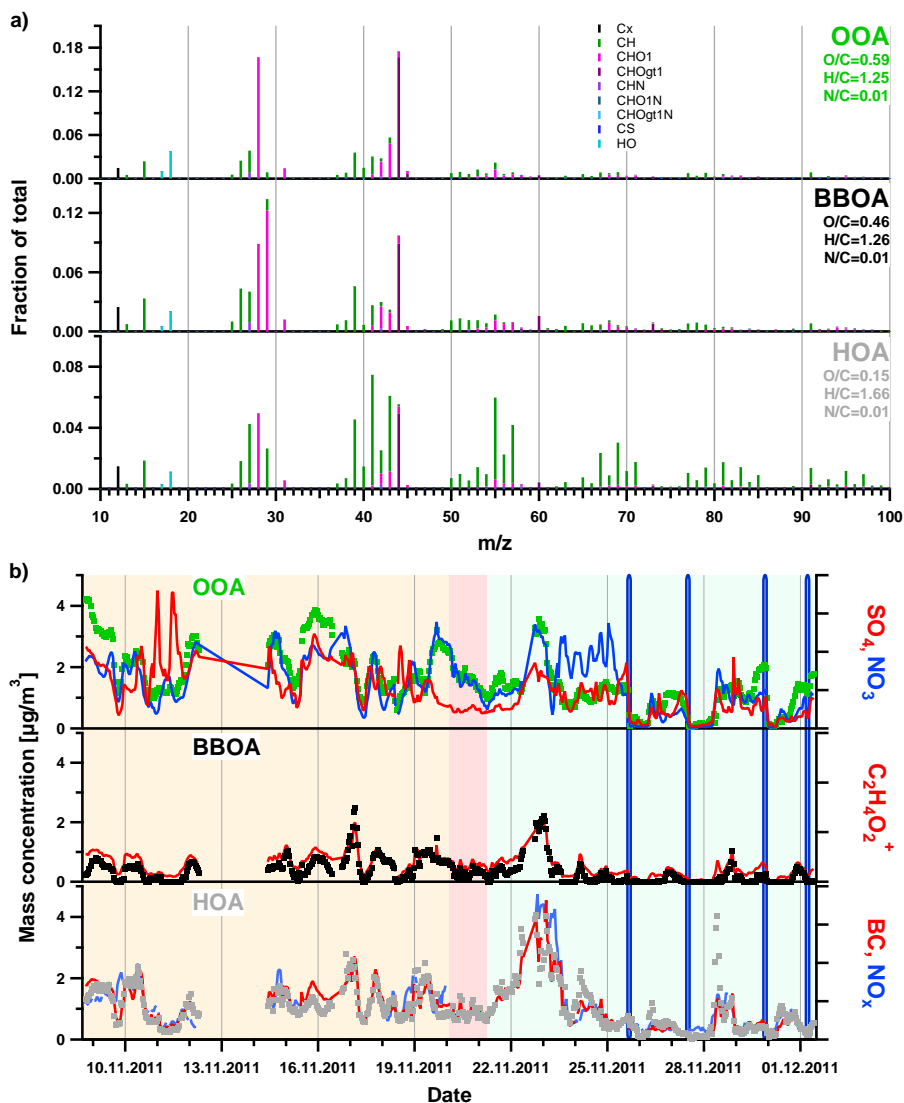 a)
Cx
CH
CHO1
CHOgt1
CHN
CHO1N
CHOgt1N
CS
HO
OOA
O/C=0.59
H/C=1.25
N/C=0.01
0.18
0.12
0.06
0.00
BBOA
O/C=0.46
H/C=1.26
N/C=0.01
0.12
0.06
0.00
HOA
O/C=0.15
H/C=1.66
N/C=0.01
0.08
0.04
0.00
Fraction of total
10 20 30 40 50 60 70 80 90 100
m/z
b)
OOA
4
2
0
SO₄, NO₃
BBOA
4
2
0
C₂H₄O₂⁺
HOA
4
2
0
BC, NOₓ
Mass concentration [µg/m³]
10.11.2011 13.11.2011 16.11.2011 19.11.2011 22.11.2011 25.11.2011 28.11.2011 01.12.2011
Date